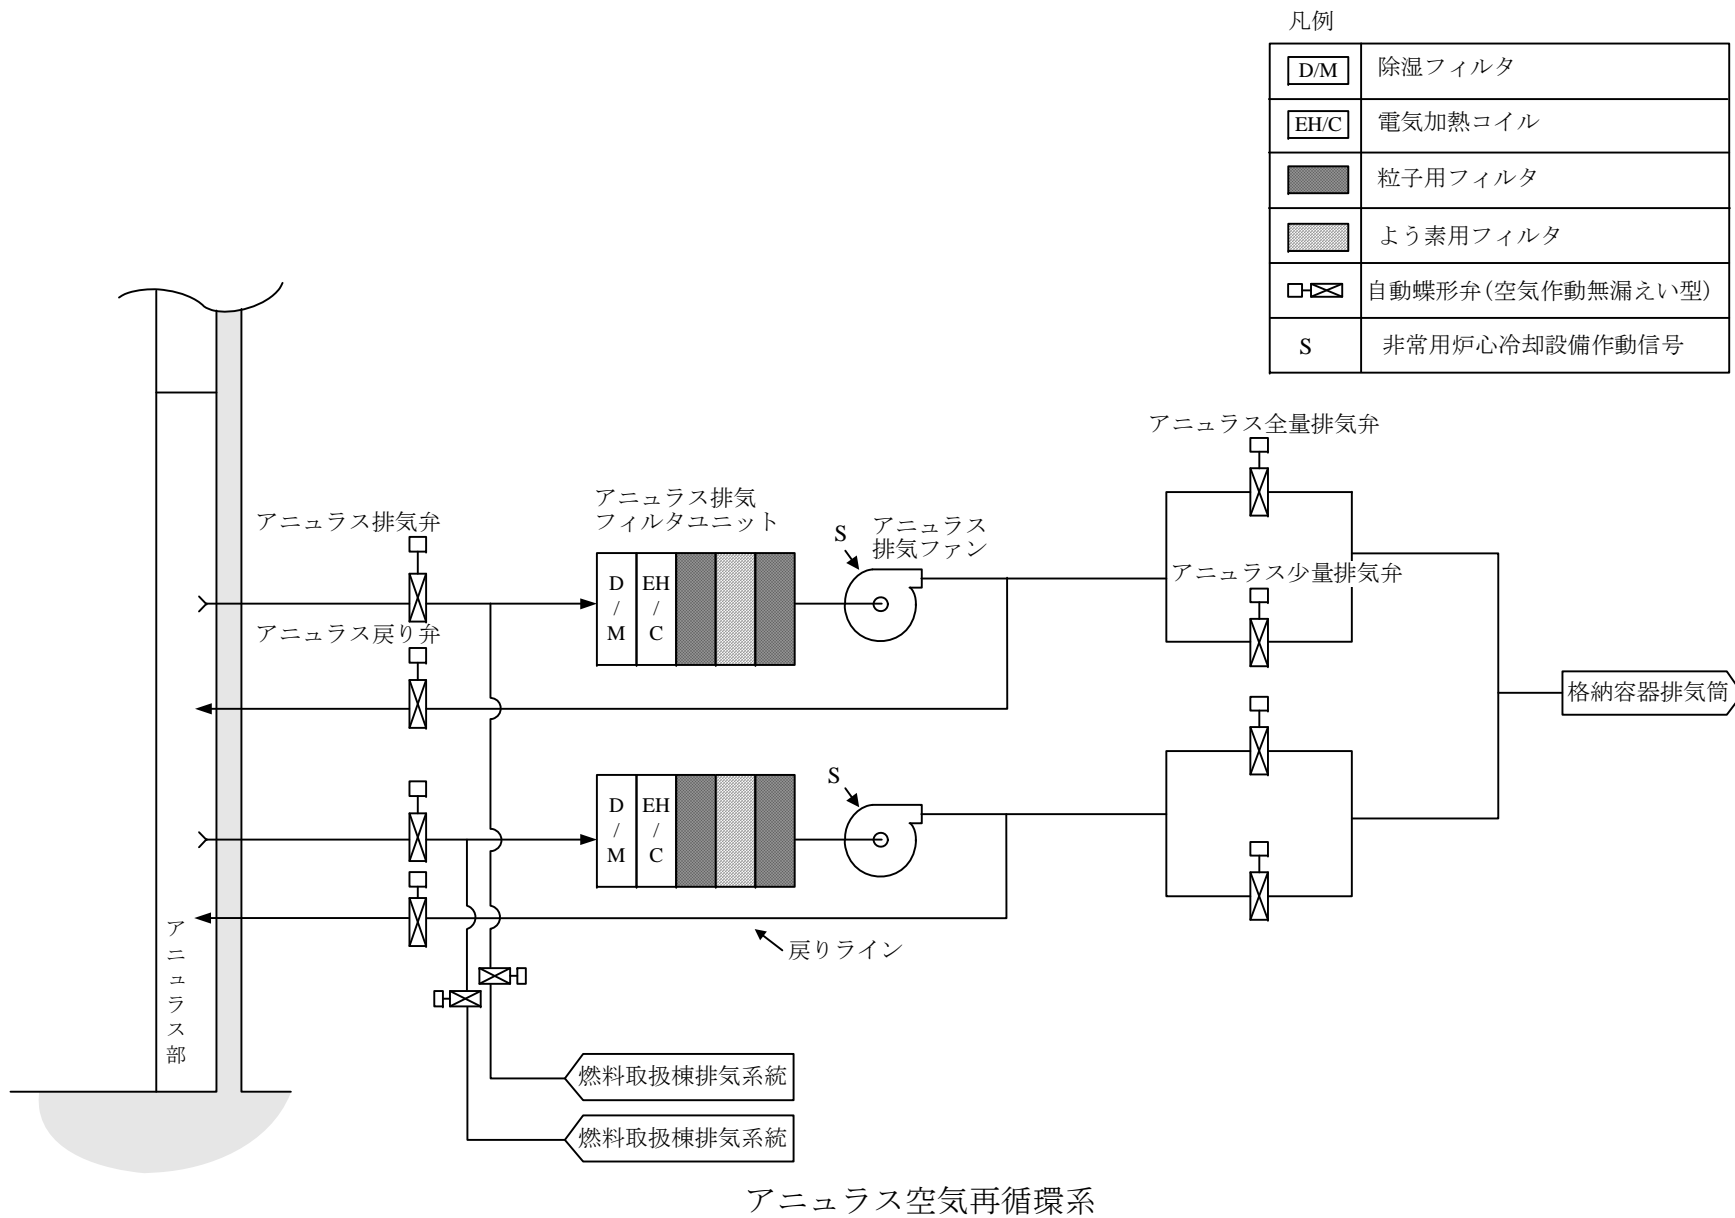 凡例
D/M 除湿フィルタ
EH/C 電気加熱コイル
粒子用フィルタ
よう素用フィルタ
自動蝶形弁(空気作動無漏えい型)
S 非常用炉心冷却設備作動信号
アニュラス全量排気弁
アニュラス排気弁
アニュラス排気
フィルタユニット
S
アニュラス
排気ファン
アニュラス少量排気弁
D
/
M
EH
/
C
アニュラス戻り弁
格納容器排気筒
S
D
/
M
EH
/
C
アニュラス部
戻りライン
燃料取扱棟排気系統
燃料取扱棟排気系統
アニュラス空気再循環系